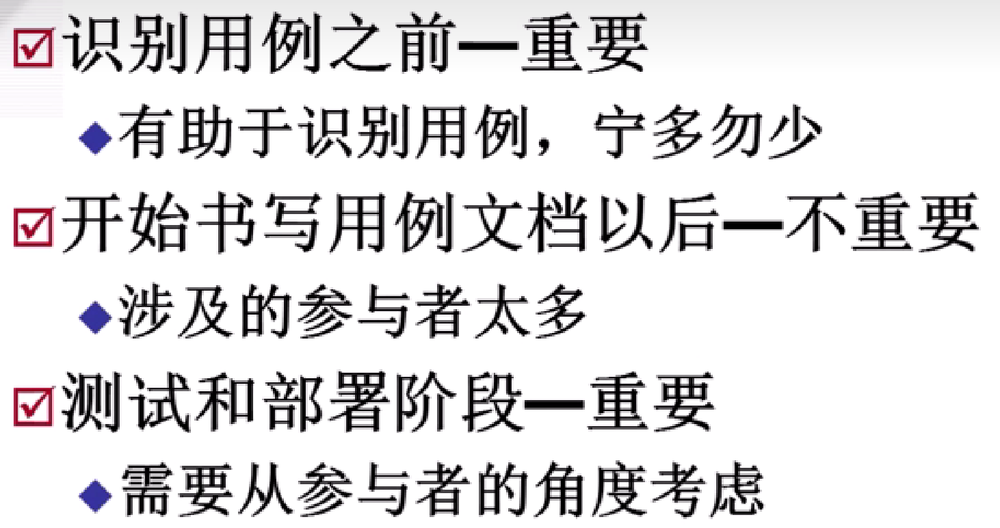 识别用例之前—重要
有助于识别用例，宁多勿少
开始书写用例文档以后—不重要
涉及的参与者太多
测试和部署阶段—重要
需要从参与者的角度考虑